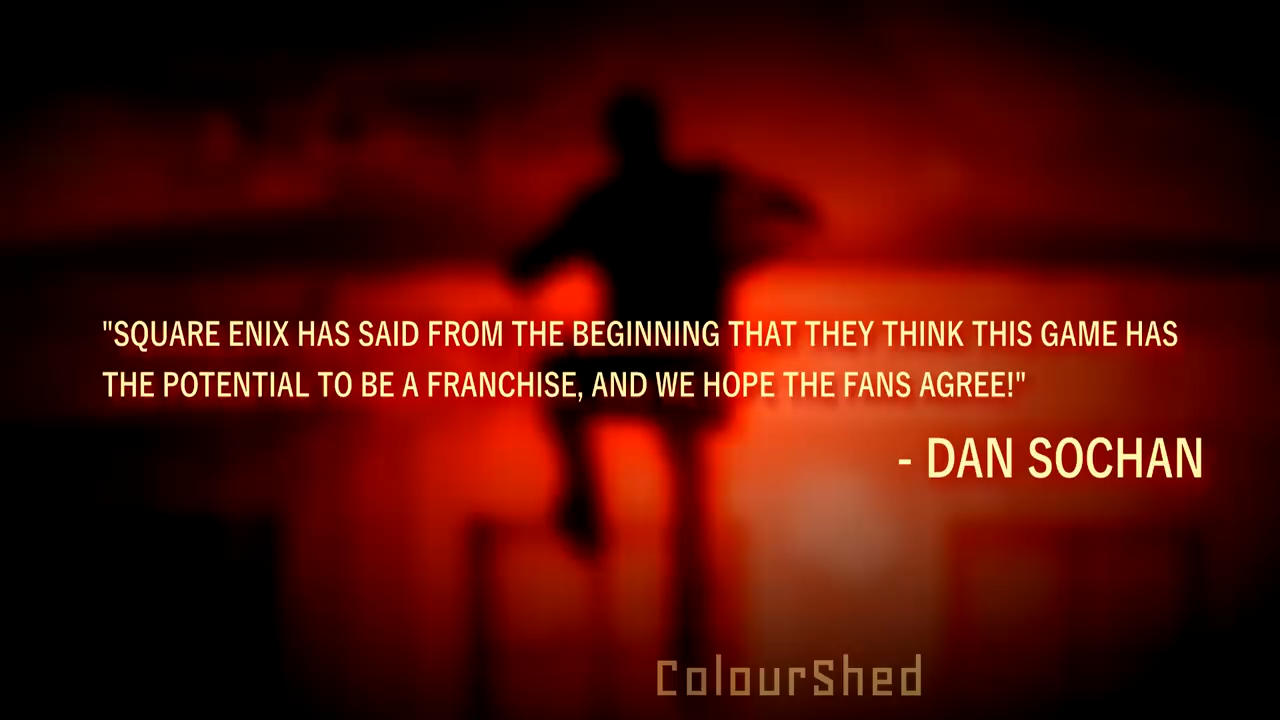 "SQUARE ENIX HAS SAID FROM THE BEGINNING THAT THEY THINK THIS GAME HAS
THE POTENTIAL TO BE A FRANCHISE, AND WE HOPE THE FANS AGREE!"
- DAN SOCHAN
ColourShed